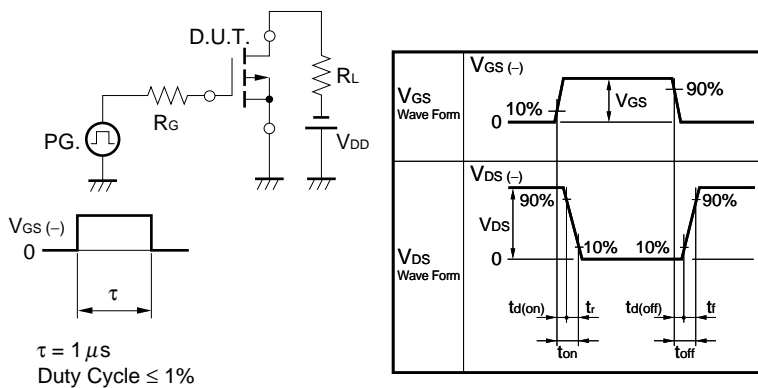 D.U.T.
RL
RG
PG.
VDD
VGS (−)
0
τ
τ = 1 μs
Duty Cycle ≤ 1%
VGS
Wave Form
VGS (−)
10%
VGS
90%
0
VDS
Wave Form
VDS (−)
90%
90%
VDS
10%
10%
0
td(on)
tr
td(off)
tf
ton
toff